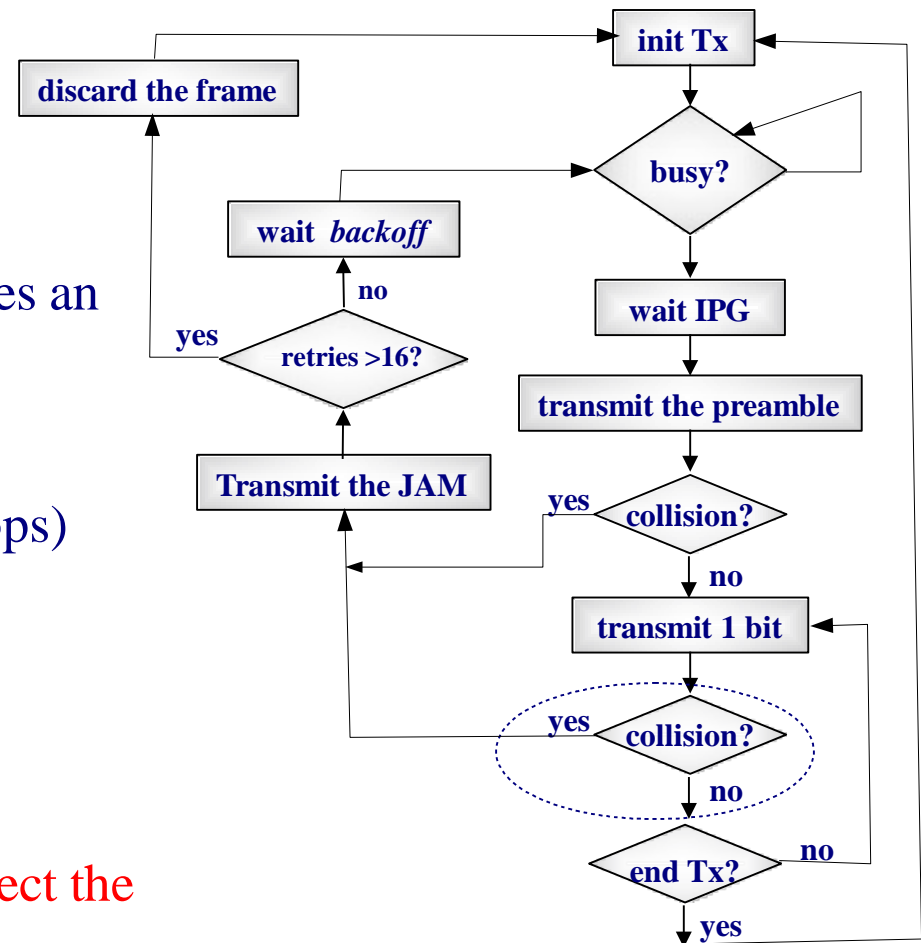 init Tx
discard the frame
busy?
wait backoff
no
es an
wait IPG
yes
retries >16?
transmit the preamble
Transmit the JAM
yes
collision?
ps)
no
transmit 1 bit
yes
collision?
no
end Tx?
no
ect the
yes